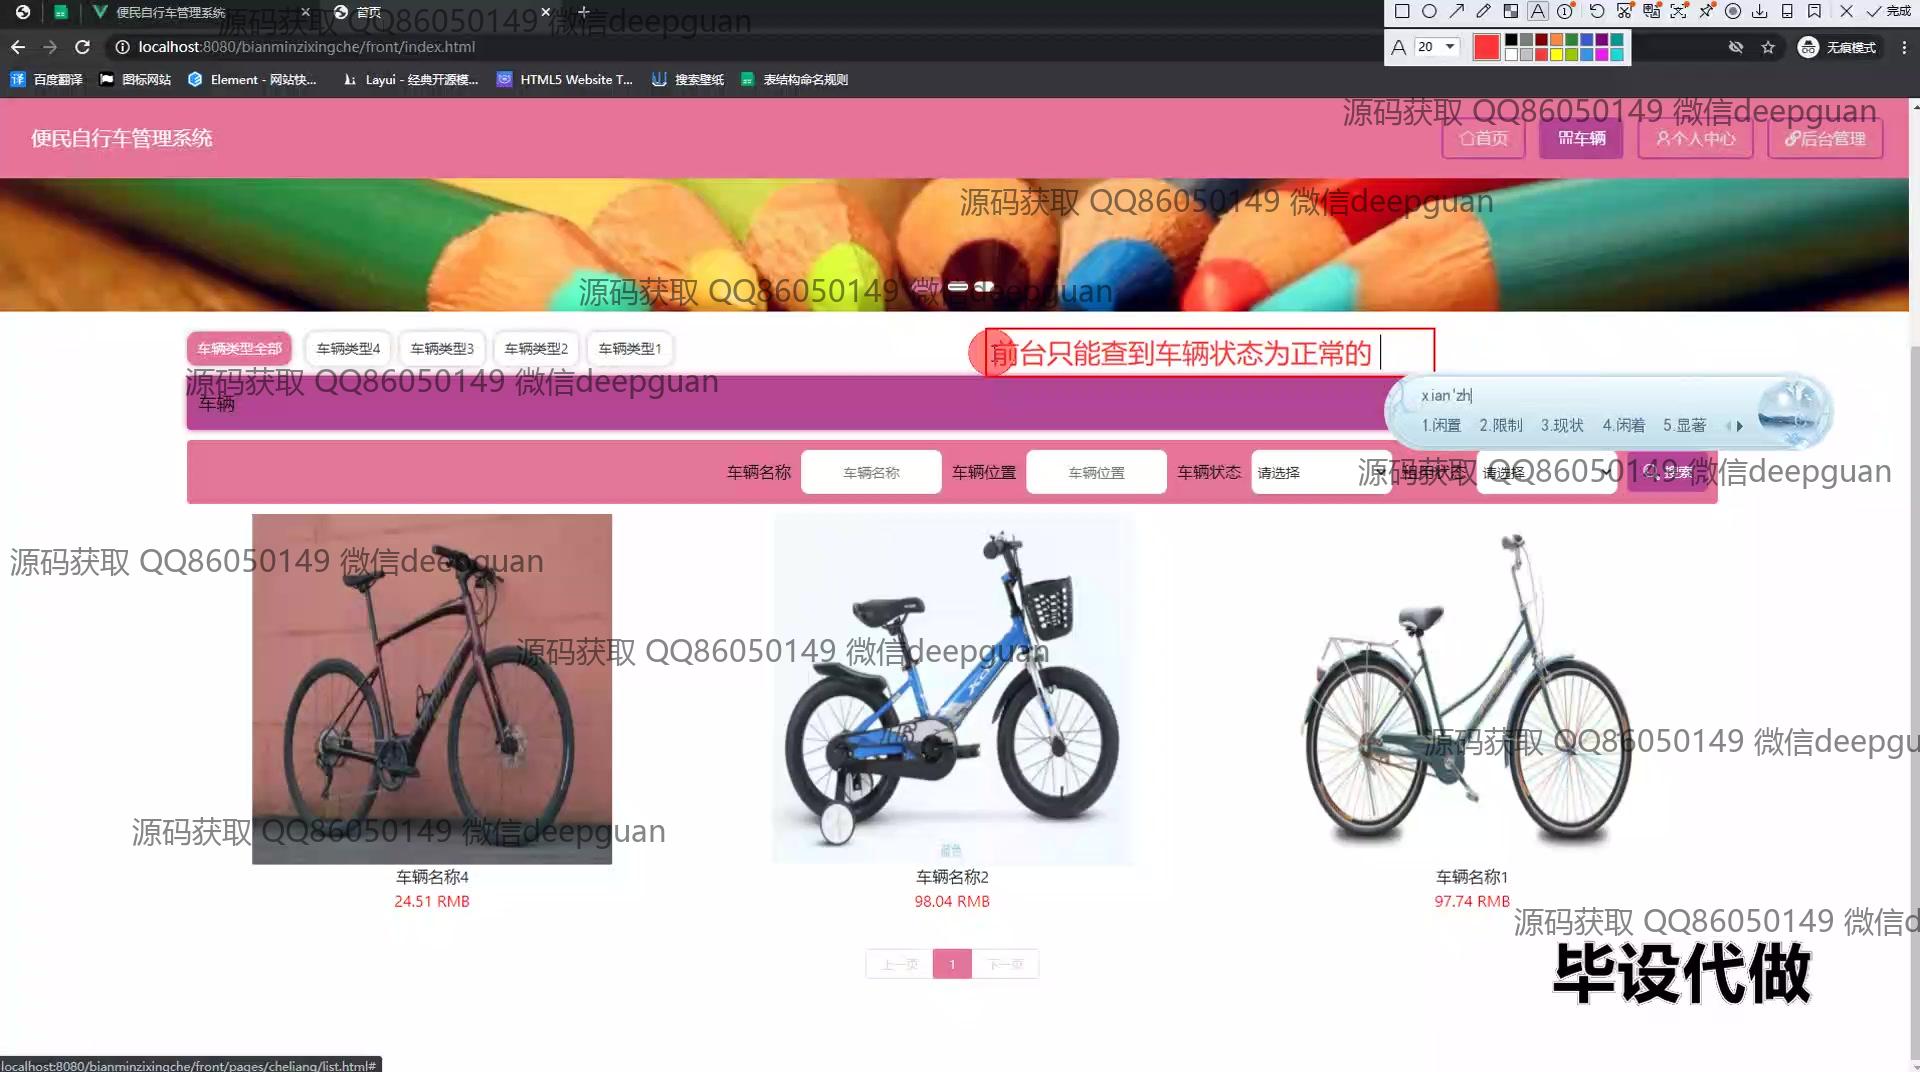 便民自行车管理系统
首页
源码获取 QQ86050149 微信deepguan
完成
localhost:8080/bianminzixingche/front/index.html
A 20
无痕模式
百度翻译 图标网站 Element - 网站快... Layui - 经典开源模... HTML5 Website T... 搜索壁纸 表结构命名规则
源码获取 QQ86050149 微信deepguan
便民自行车管理系统
首页 车辆 个人中心 后台管理
源码获取 QQ86050149 微信deepguan
源码获取 QQ86050149 微信deepguan
车辆类型全部 车辆类型4 车辆类型3 车辆类型2 车辆类型1
前台只能查到车辆状态为正常的
源码获取 QQ86050149 微信deepguan
车辆
xian'zh
1.闲置 2.限制 3.现状 4.闲着 5.显著
车辆名称 车辆名称 车辆位置 车辆位置 车辆状态 请选择 请选择 搜索
源码获取 QQ86050149 微信deepguan
源码获取 QQ86050149 微信deepguan
源码获取 QQ86050149 微信deepguan
源码获取 QQ86050149 微信deepgu
源码获取 QQ86050149 微信deepguan
蓝色
车辆名称4 车辆名称2 车辆名称1
24.51 RMB 98.04 RMB 97.74 RMB
源码获取 QQ86050149 微信d
上一页 1 下一页
毕设代做
localhost:8080/bianminzixingche/front/pages/cheliang/list.html#